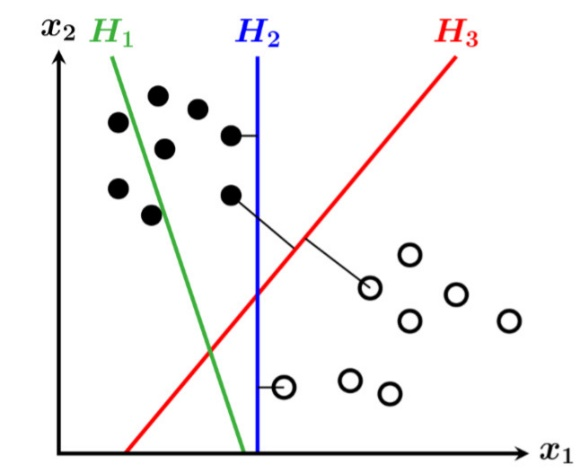 x₂ H₁ H₂ H₃
x₁